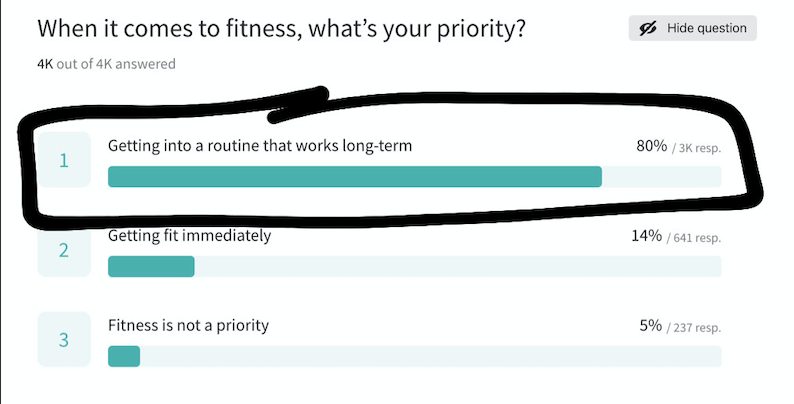 When it comes to fitness, what’s your priority?
Hide question
4K out of 4K answered
1
Getting into a routine that works long-term
80% / 3K resp.
2
Getting fit immediately
14% / 641 resp.
3
Fitness is not a priority
5% / 237 resp.